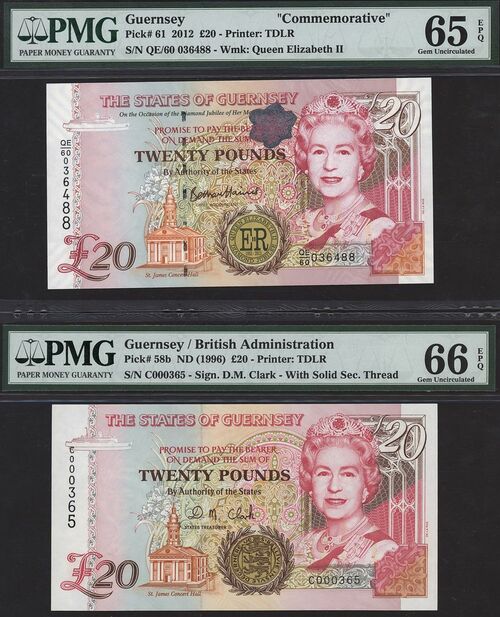 PMG
PAPER MONEY GUARANTY
Guernsey "Commemorative"
Pick# 61 2012 £20 - Printer: TDLR
S/N QE/60 036488 - Wmk: Queen Elizabeth II
65 EPQ
Gem Uncirculated
THE STATES OF GUERNSEY
On the Occasion of the Diamond Jubilee of Her
PROMISE TO PAY THE
ON DEMAND THE SUM
TWENTY POUNDS
By Authority of the States
QE/60 036488
£20
£20
St. James Concert Hall
ER
QE/60 036488
PMG
PAPER MONEY GUARANTY
Guernsey / British Administration
Pick# 58b ND (1996) £20 - Printer: TDLR
S/N C000365 - Sign. D.M. Clark - With Solid Sec. Thread
66 EPQ
Gem Uncirculated
THE STATES OF GUERNSEY
PROMISE TO PAY THE BEARER
ON DEMAND THE SUM OF
TWENTY POUNDS
By Authority of the States
D M Clark
STATES TREASURER
C000365
£20
£20
St. James Concert Hall
C000365